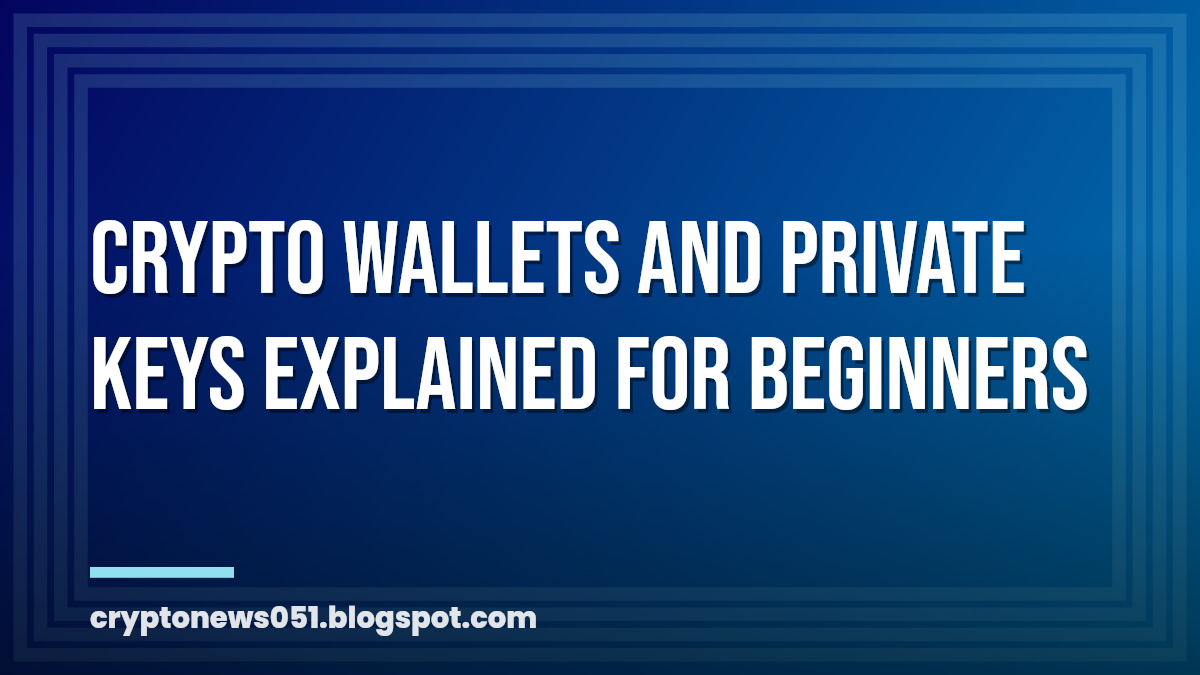 CRYPTO WALLETS AND PRIVATE
KEYS EXPLAINED FOR BEGINNERS
cryptonews051.blogspot.com